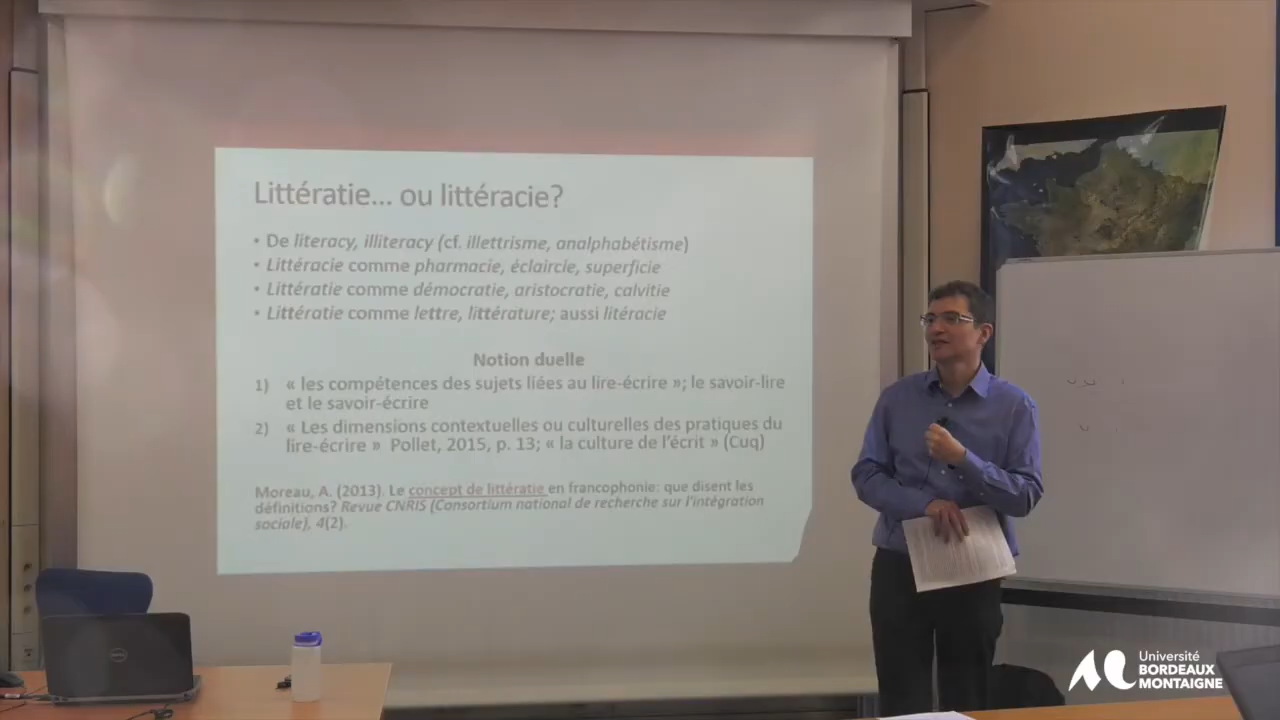 Littératie... ou littéracie?
• De literacy, illiteracy (cf. illettrisme, analphabétisme)
• Littéracie comme pharmacie, éclaircie, superficie
• Littératie comme démocratie, aristocratie, calvitie
• Littératie comme lettre, littérature; aussi litéracie
Notion duelle
1) « les compétences des sujets liées au lire-écrire »; le savoir-lire
et le savoir-écrire
2) « Les dimensions contextuelles ou culturelles des pratiques du
lire-écrire » Pollet, 2015, p. 13; « la culture de l'écrit » (Cuq)
Moreau, A. (2013). Le concept de littératie en francophonie: que disent les
définitions? Revue CNRIS (Consortium national de recherche sur l'intégration
sociale), 4(2).
Université
BORDEAUX
MONTAIGNE